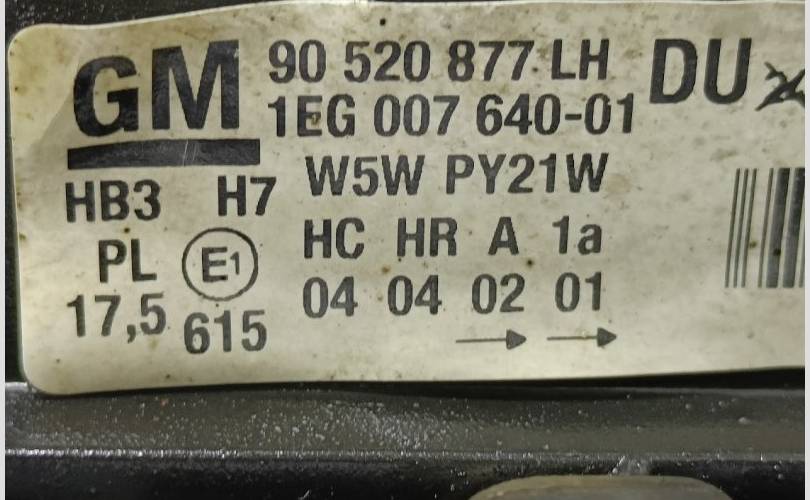 GM 90 520 877 LH DU
1EG 007 640-01
HB3 H7 W5W PY21W
PL E1 HC HR A 1a
17,5 615 04 04 02 01